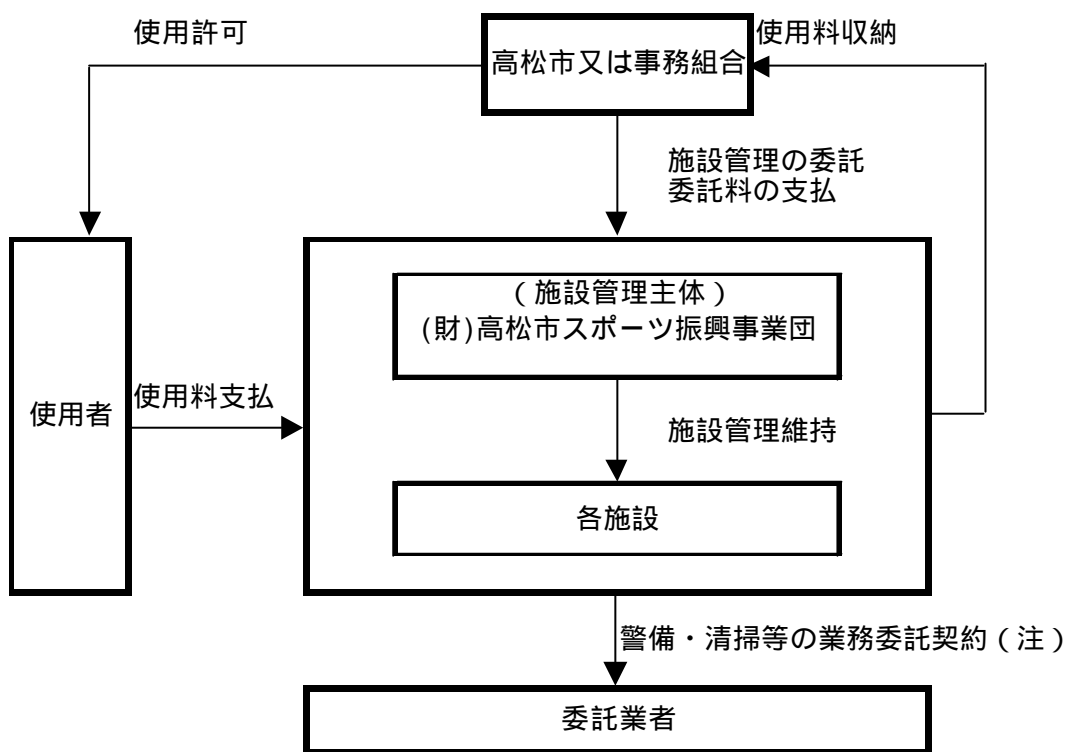 使用許可
高松市又は事務組合
使用料収納
施設管理の委託
委託料の支払
(施設管理主体)
(財)高松市スポーツ振興事業団
使用者
使用料支払
施設管理維持
各施設
警備・清掃等の業務委託契約(注)
委託業者